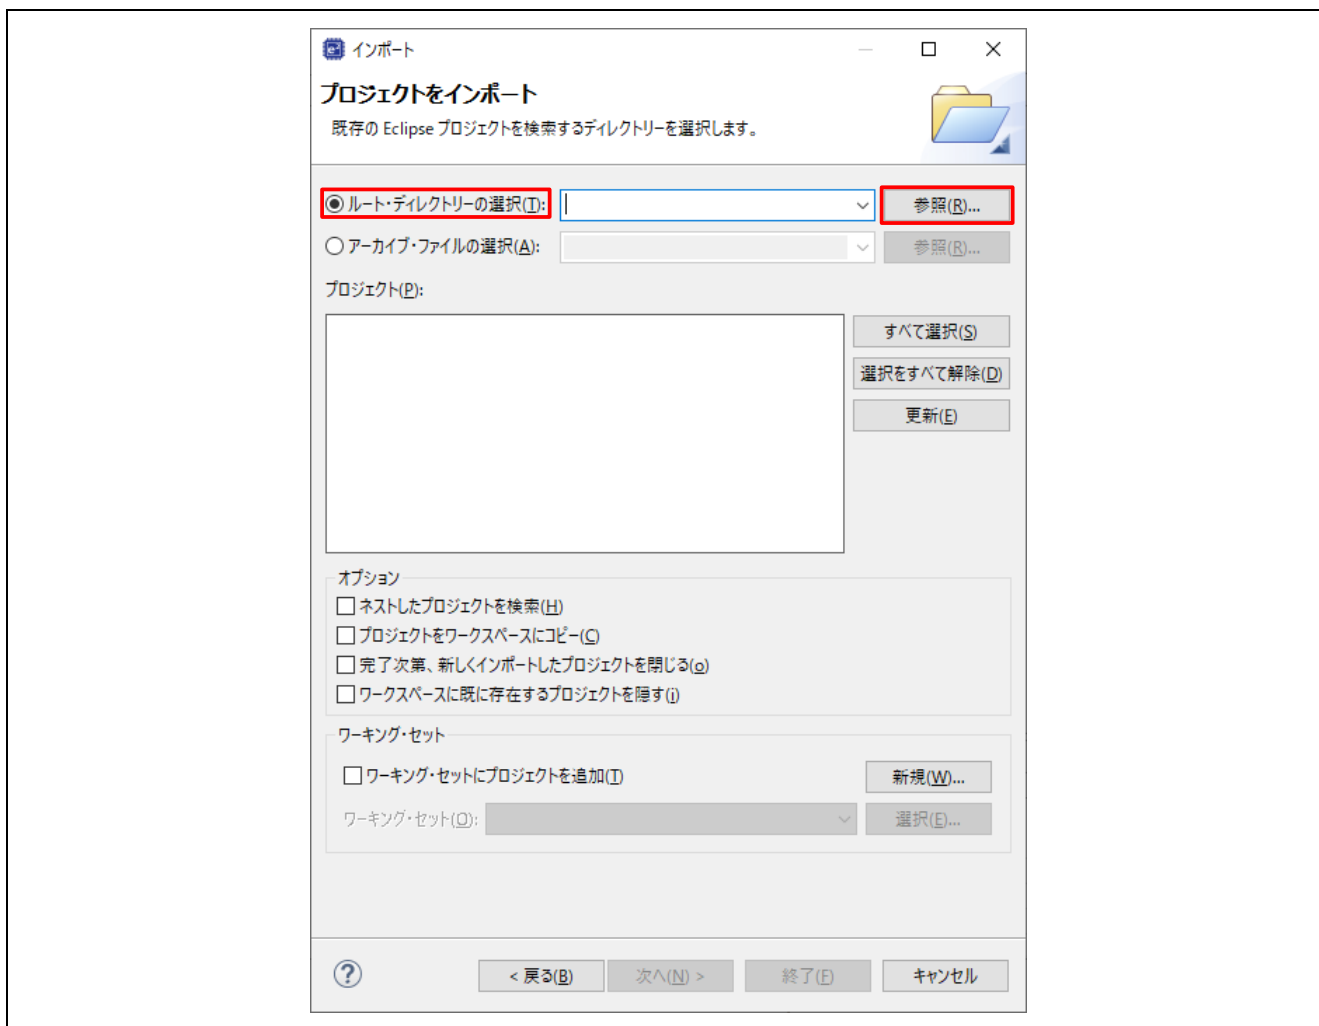 インポート
プロジェクトをインポート
既存の Eclipse プロジェクトを検索するディレクトリーを選択します。
ルート・ディレクトリーの選択(T):
参照(R)...
アーカイブ・ファイルの選択(A):
参照(R)...
プロジェクト(P):
すべて選択(S)
選択をすべて解除(D)
更新(E)
オプション
ネストしたプロジェクトを検索(H)
プロジェクトをワークスペースにコピー(C)
完了次第、新しくインポートしたプロジェクトを閉じる(o)
ワークスペースに既に存在するプロジェクトを隠す(i)
ワーキング・セット
ワーキング・セットにプロジェクトを追加(T)
新規(W)...
ワーキング・セット(O):
選択(E)...
< 戻る(B)
次へ(N) >
終了(F)
キャンセル